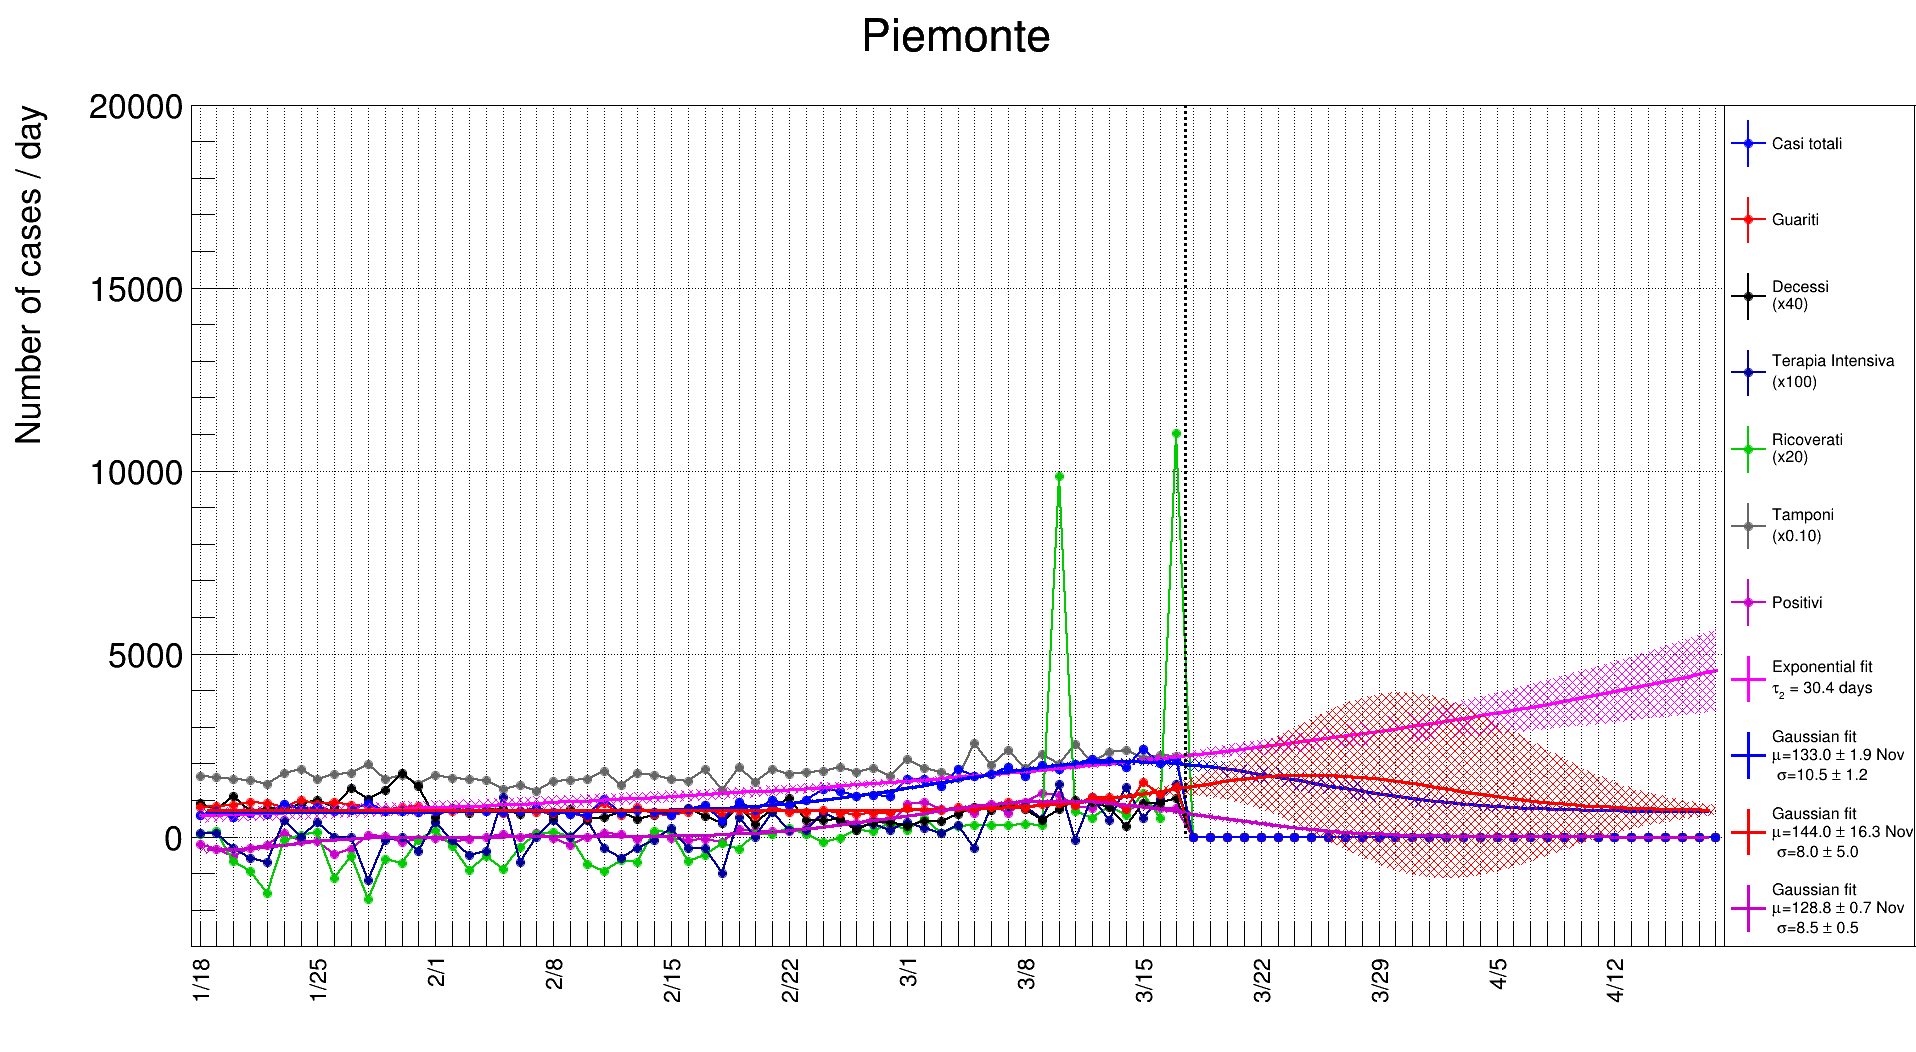 Piemonte
Number of cases / day
20000
15000
10000
5000
0
1/18
1/25
2/1
2/8
2/15
2/22
3/1
3/8
3/15
3/22
3/29
4/5
4/12
Casi totali
Guariti
Decessi
(x40)
Terapia Intensiva
(x100)
Ricoverati
(x20)
Tamponi
(x0.10)
Positivi
Exponential fit
τ2 = 30.4 days
Gaussian fit
μ=133.0 ± 1.9 Nov
σ=10.5 ± 1.2
Gaussian fit
μ=144.0 ± 16.3 Nov
σ=8.0 ± 5.0
Gaussian fit
μ=128.8 ± 0.7 Nov
σ=8.5 ± 0.5